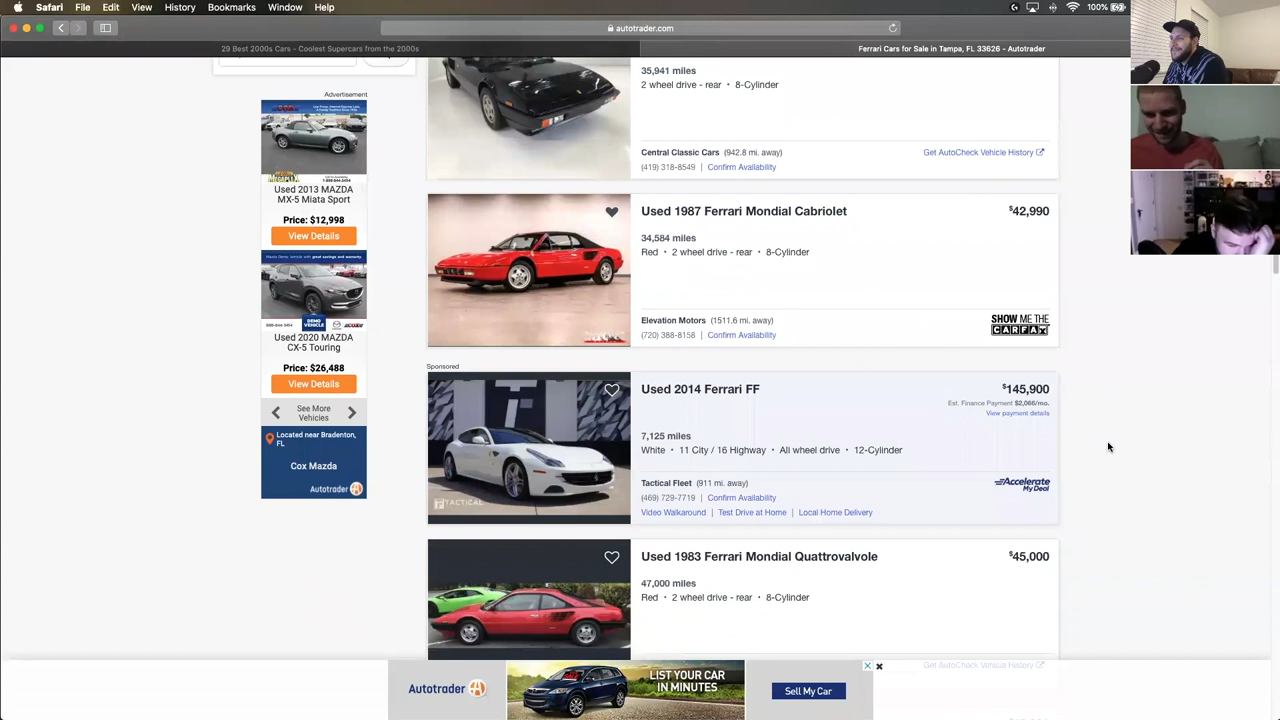 Safari File Edit View History Bookmarks Window Help
100%
autotrader.com
29 Best 2000s Cars - Coolest Supercars from the 2000s
Ferrari Cars for Sale in Tampa, FL 33626 - Autotrader
Advertisement
Used 2013 MAZDA
MX-5 Miata Sport
Price: $12,998
View Details
DEMO
VEHICLE
Used 2020 MAZDA
CX-5 Touring
Price: $26,488
View Details
See More
Vehicles
Located near Bradenton,
FL
Cox Mazda
Autotrader
35,941 miles
2 wheel drive - rear • 8-Cylinder
Central Classic Cars (942.8 mi. away)
Get AutoCheck Vehicle History
(419) 318-8549 | Confirm Availability
Used 1987 Ferrari Mondial Cabriolet
$42,990
34,584 miles
Red • 2 wheel drive - rear • 8-Cylinder
Elevation Motors (1511.6 mi. away)
(720) 388-8158 | Confirm Availability
SHOW ME THE
CARFAX
Sponsored
Used 2014 Ferrari FF
$145,900
Est. Finance Payment $2,066/mo.
View payment details
7,125 miles
White • 11 City / 16 Highway • All wheel drive • 12-Cylinder
TACTICAL
Tactical Fleet (911 mi. away)
(469) 729-7719 | Confirm Availability
Video Walkaround | Test Drive at Home | Local Home Delivery
Accelerate
My Deal
Used 1983 Ferrari Mondial Quattrovalvole
$45,000
47,000 miles
Red • 2 wheel drive - rear • 8-Cylinder
Get AutoCheck Vehicle History
Autotrader
LIST YOUR CAR
IN MINUTES
Sell My Car